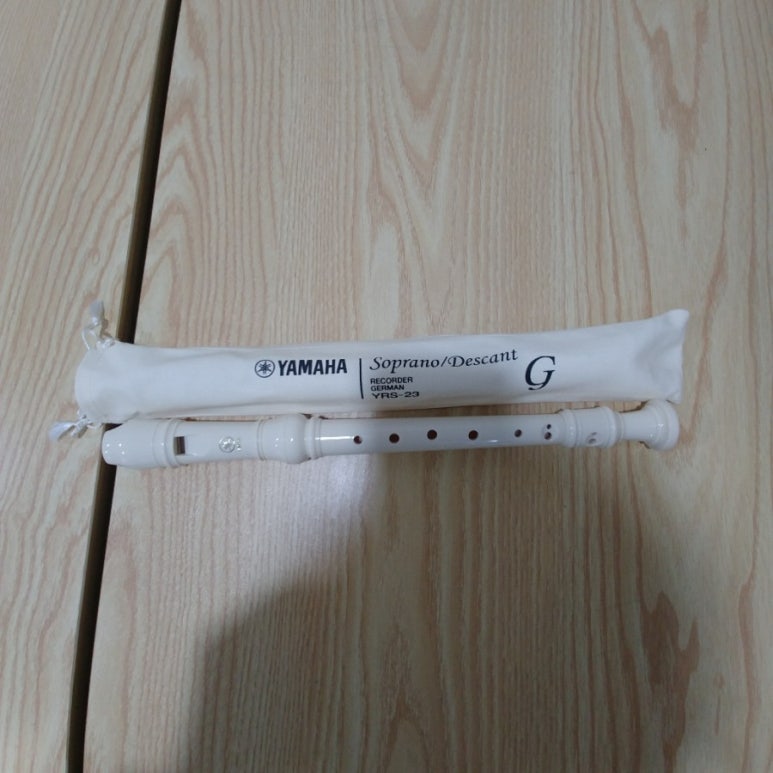 YAMAHA
Soprano/Descant
RECORDER
GERMAN
YRS-23
G